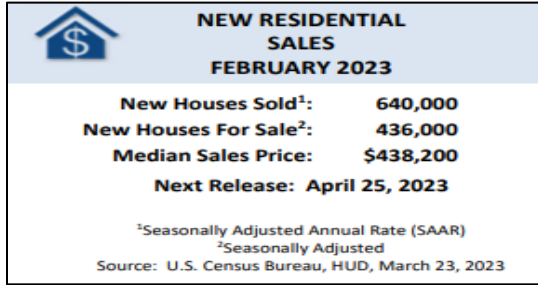 NEW RESIDENTIAL
SALES
FEBRUARY 2023
New Houses Sold¹: 640,000
New Houses For Sale²: 436,000
Median Sales Price: $438,200
Next Release: April 25, 2023
¹Seasonally Adjusted Annual Rate (SAAR)
²Seasonally Adjusted
Source: U.S. Census Bureau, HUD, March 23, 2023